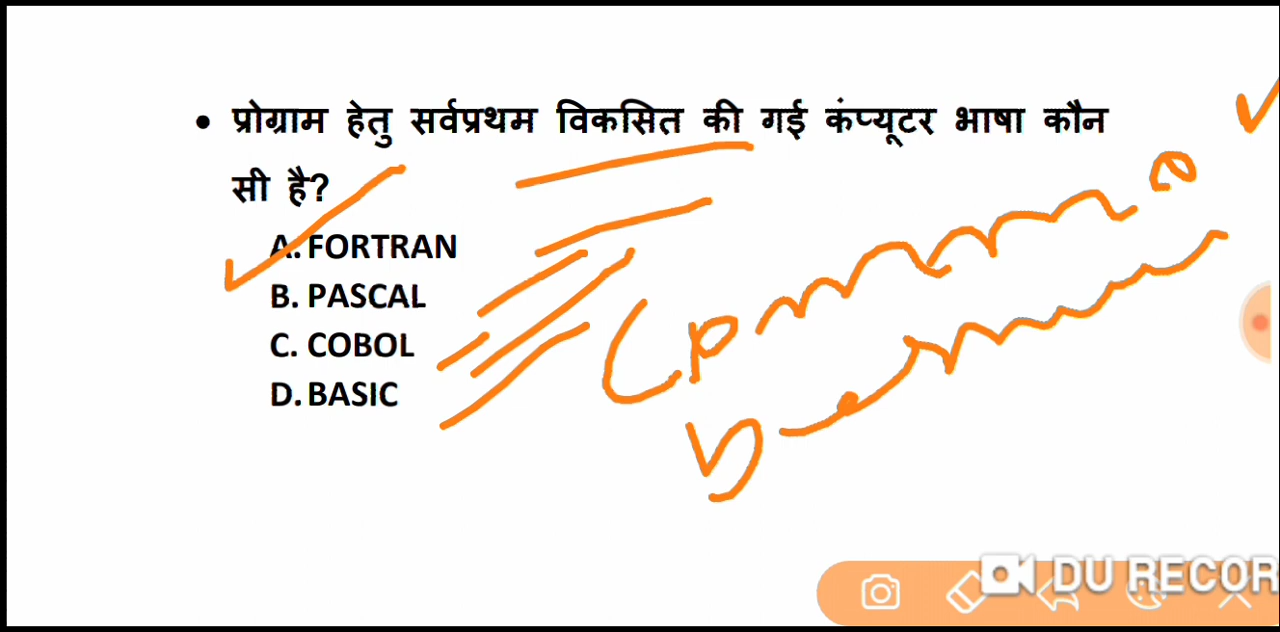 • प्रोग्राम हेतु सर्वप्रथम विकसित की गई कंप्यूटर भाषा कौन
सी है?
A. FORTRAN
B. PASCAL
C. COBOL
D. BASIC
DU RECOR